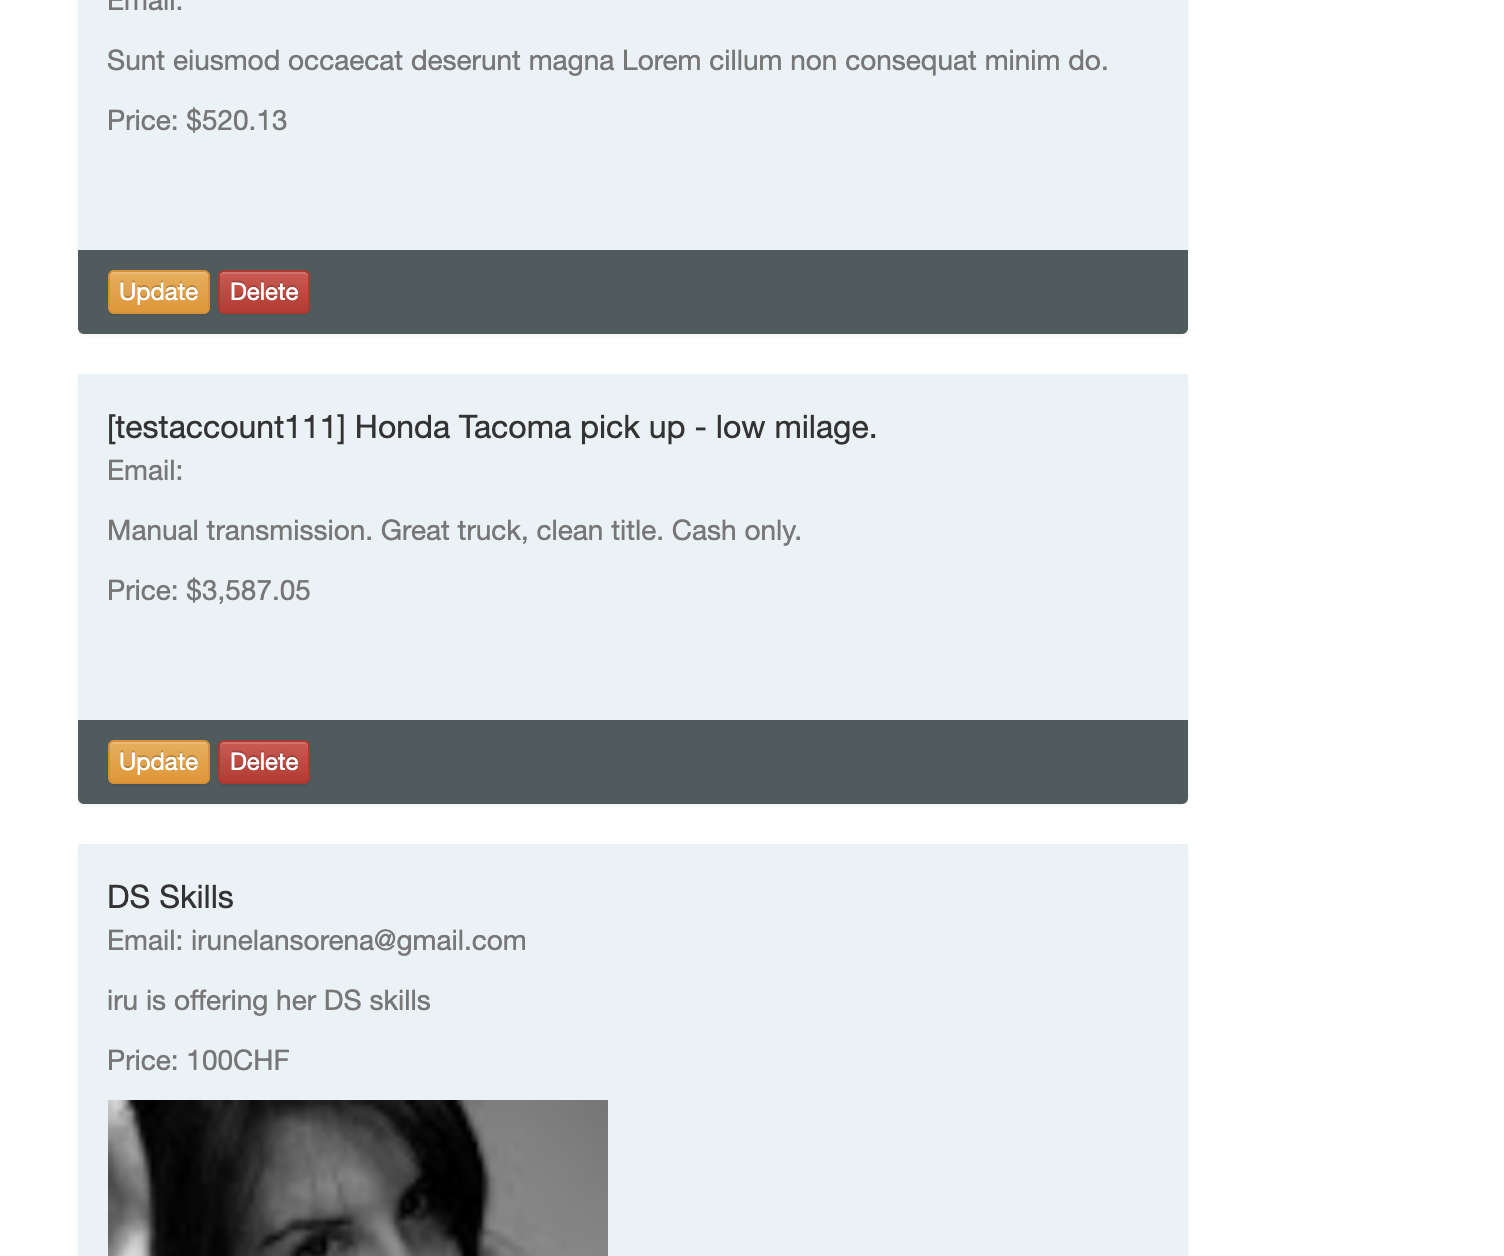 Email:
Sunt eiusmod occaecat deserunt magna Lorem cillum non consequat minim do.
Price: $520.13
Update Delete
[testaccount111] Honda Tacoma pick up - low milage.
Email:
Manual transmission. Great truck, clean title. Cash only.
Price: $3,587.05
Update Delete
DS Skills
Email: irunelansorena@gmail.com
iru is offering her DS skills
Price: 100CHF